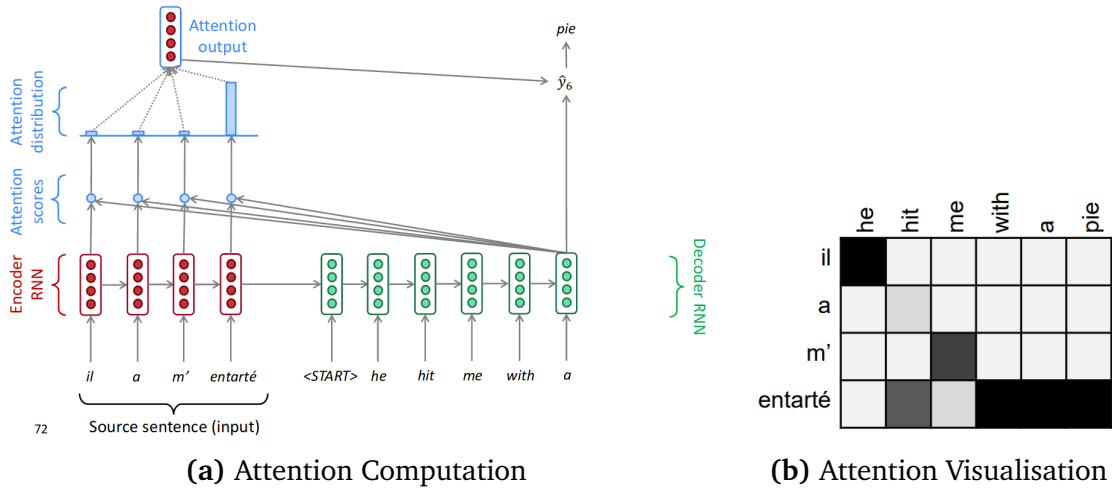 Attention
output
pie
ŷ₆
Attention
distribution
Attention
scores
Encoder
RNN
Decoder RNN
il a m' entarté <START> he hit me with a
72
Source sentence (input)
(a) Attention Computation
he hit me with a pie
il
a
m'
entarté
(b) Attention Visualisation